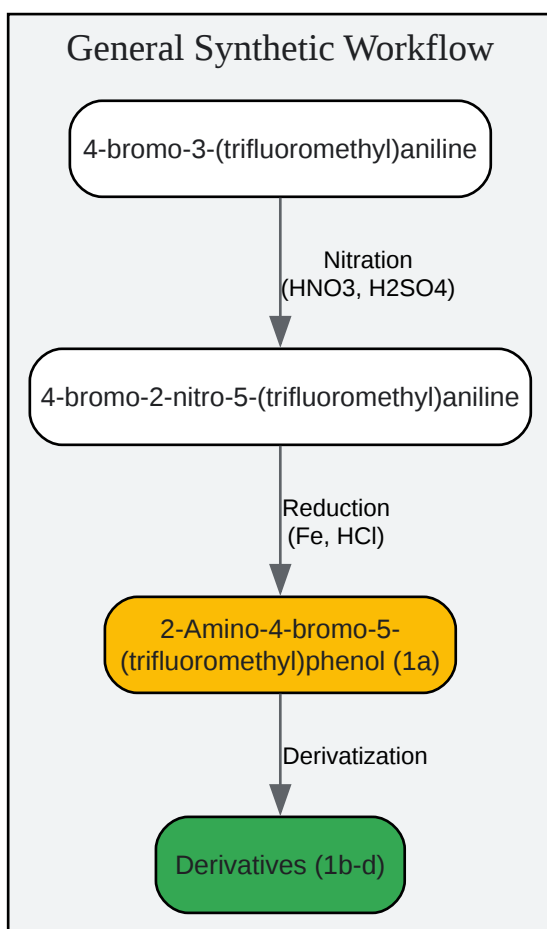 General Synthetic Workflow
4-bromo-3-(trifluoromethyl)aniline
Nitration
(HNO3, H2SO4)
4-bromo-2-nitro-5-(trifluoromethyl)aniline
Reduction
(Fe, HCl)
2-Amino-4-bromo-5-
(trifluoromethyl)phenol (1a)
Derivatization
Derivatives (1b-d)